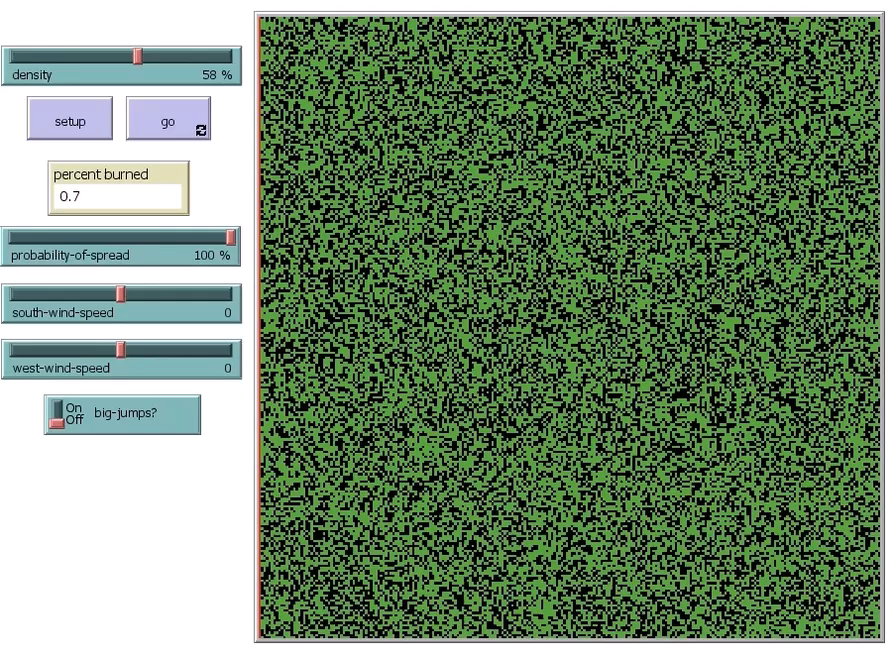 density 58 %
setup
go
percent burned
0.7
probability-of-spread 100 %
south-wind-speed 0
west-wind-speed 0
On
Off
big-jumps?